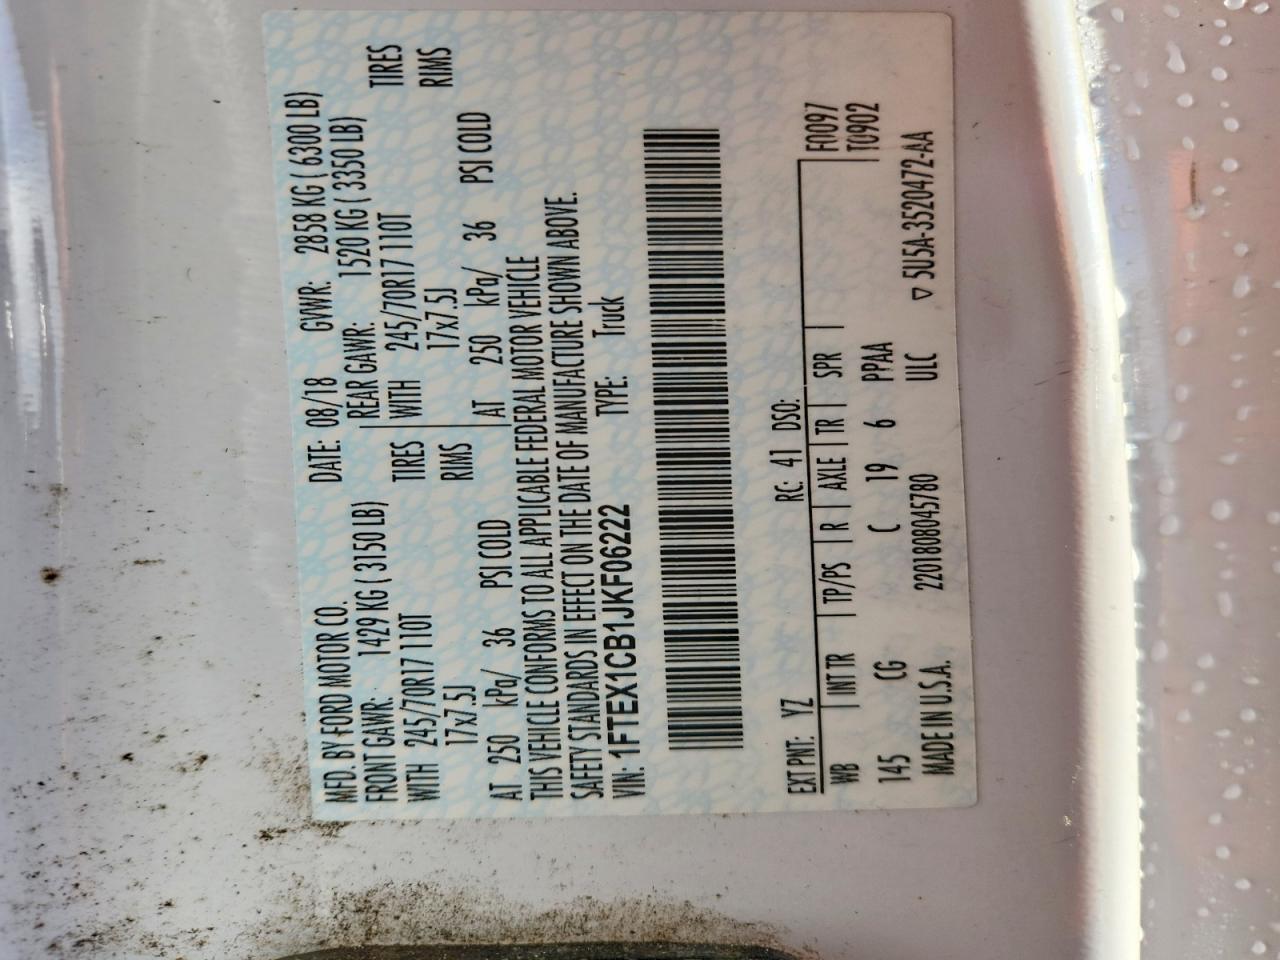 MFD. BY FORD MOTOR CO. DATE: 08/18 GVWR: 2858 KG ( 6300 LB)
FRONT GAWR: 1429 KG ( 3150 LB) REAR GAWR: 1520 KG ( 3350 LB)
WITH 245/70R17 110T TIRES WITH 245/70R17 110T TIRES
17x7.5J RIMS 17x7.5J RIMS
AT 250 kPa/ 36 PSI COLD AT 250 kPa/ 36 PSI COLD
THIS VEHICLE CONFORMS TO ALL APPLICABLE FEDERAL MOTOR VEHICLE
SAFETY STANDARDS IN EFFECT ON THE DATE OF MANUFACTURE SHOWN ABOVE.
VIN: 1FTEX1CB1JKF06222 TYPE: Truck
EXT PNT: YZ RC: 41 DSO: F0097
WB INT TR TP/PS R AXLE TR SPR T0902
145 CG C 19 6 PPAA
MADE IN U.S.A. 2201808045780 ULC ▽ 5U5A-3520472-AA